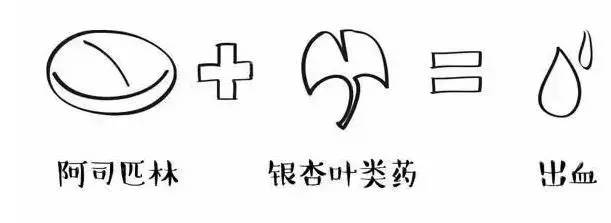 阿司匹林 + 银杏叶类药 = 出血